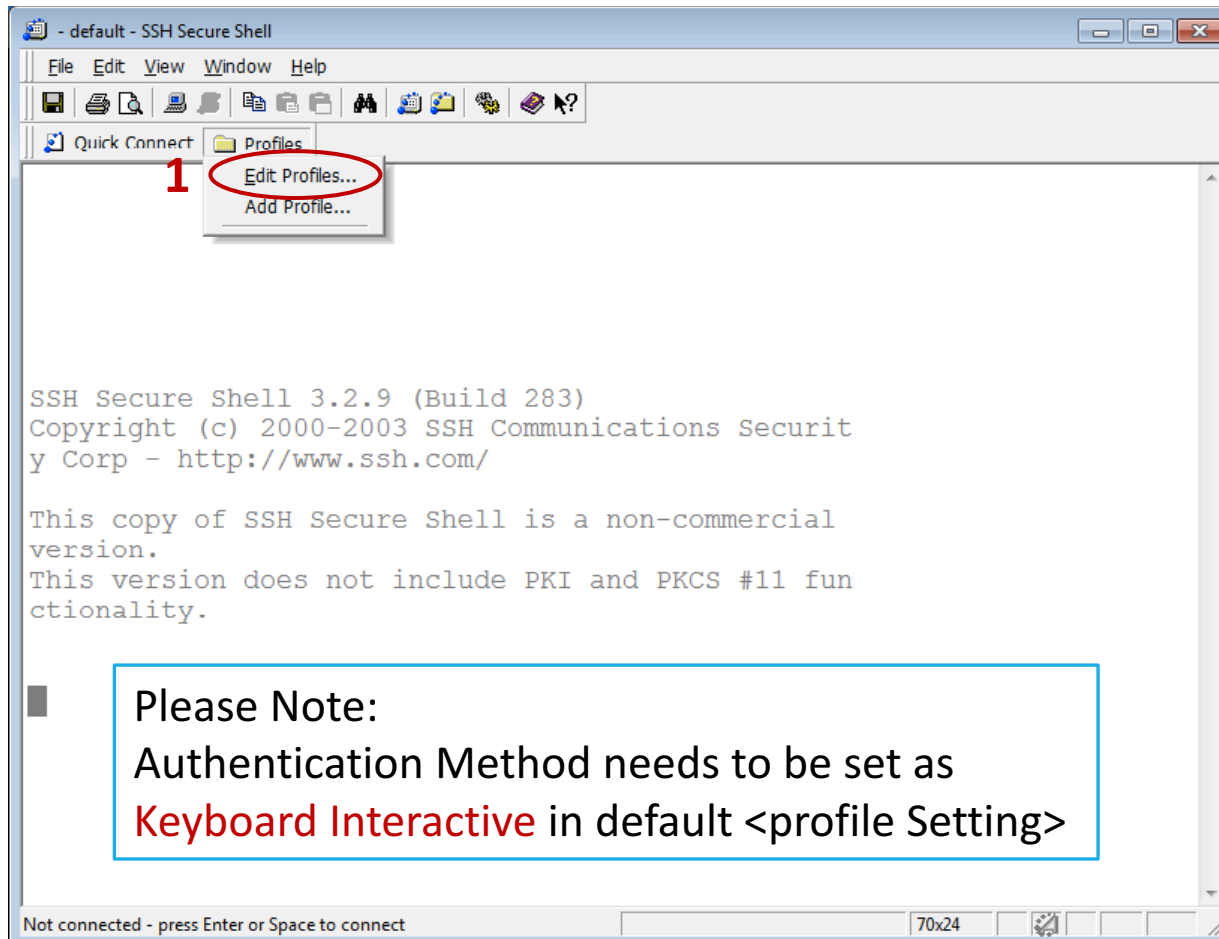 - default - SSH Secure Shell
File Edit View Window Help
Quick Connect Profiles
1
Edit Profiles...
Add Profile...
SSH Secure Shell 3.2.9 (Build 283)
Copyright (c) 2000-2003 SSH Communications Securit
y Corp - http://www.ssh.com/
This copy of SSH Secure Shell is a non-commercial
version.
This version does not include PKI and PKCS #11 fun
ctionality.
Please Note:
Authentication Method needs to be set as
Keyboard Interactive in default <profile Setting>
Not connected - press Enter or Space to connect
70x24